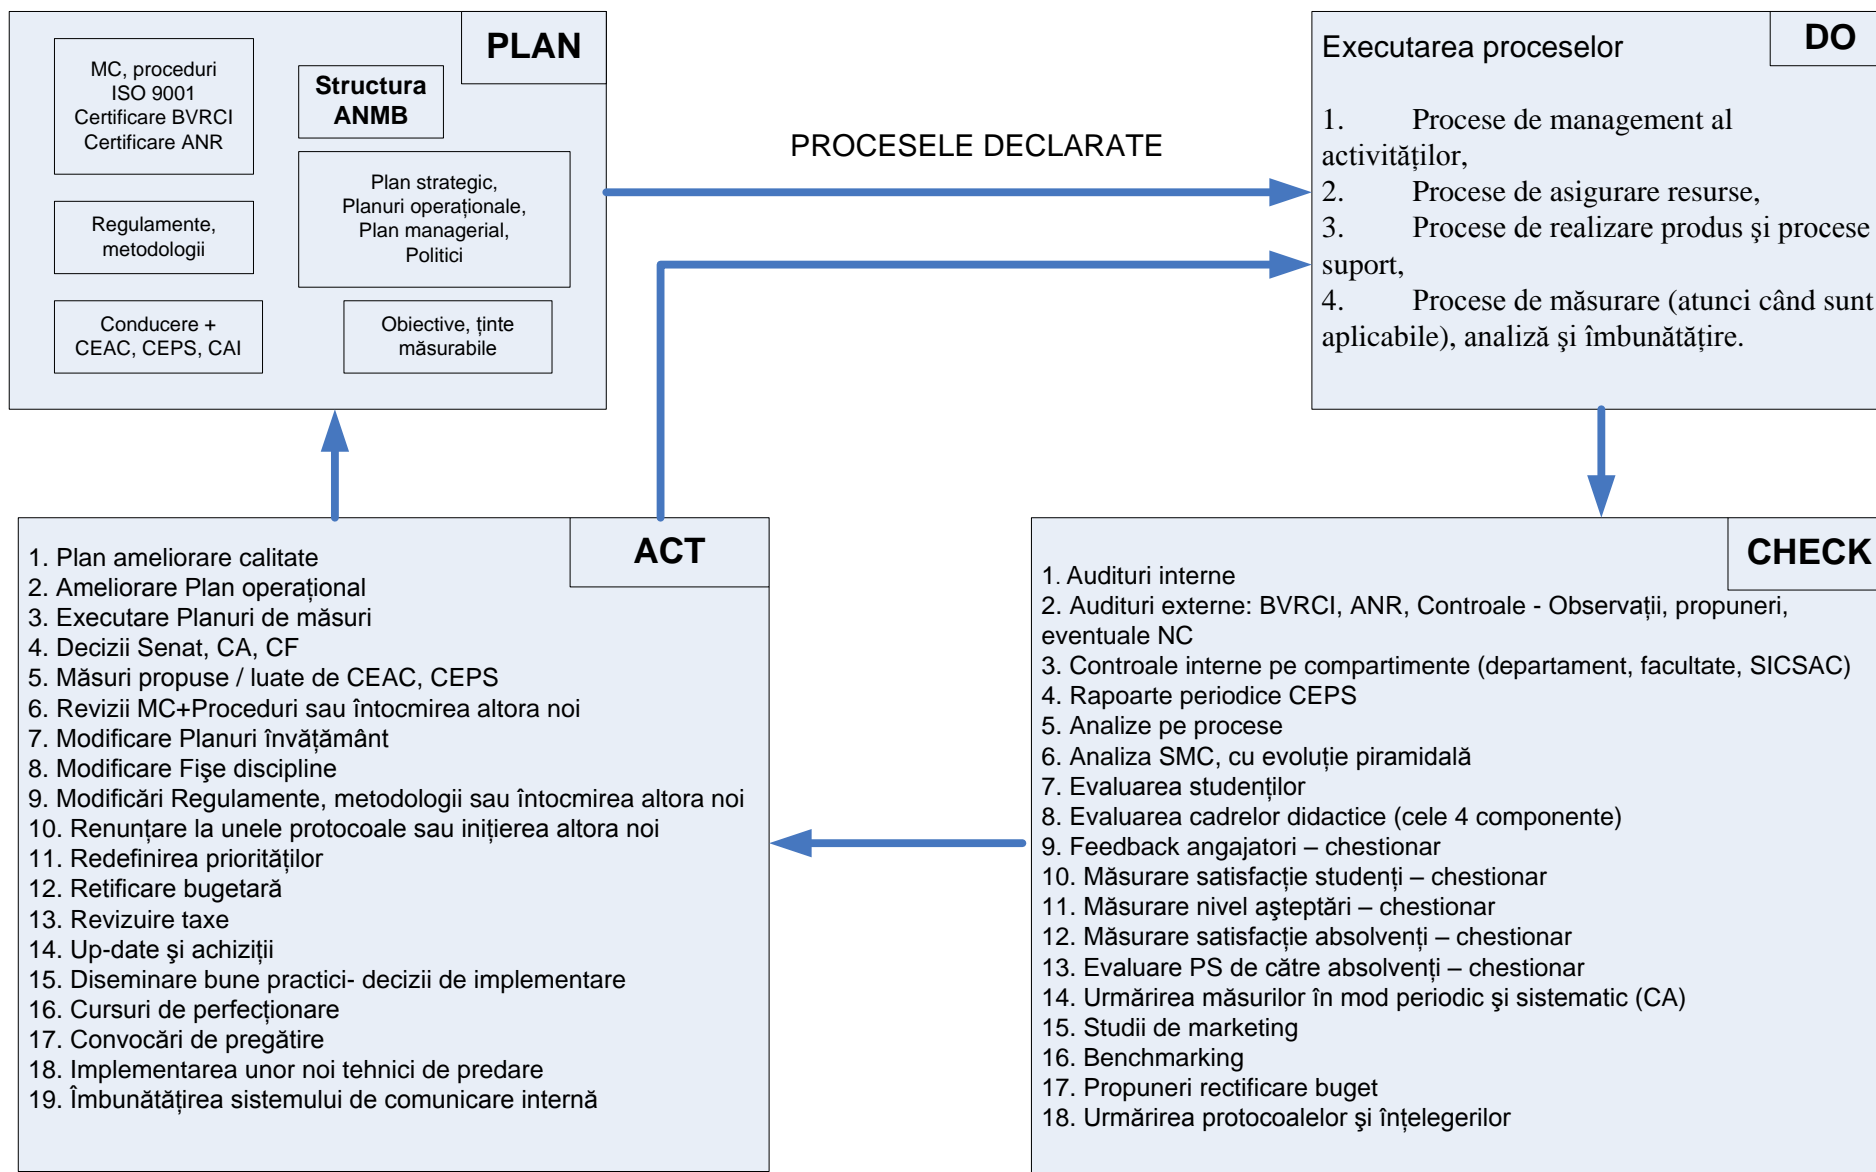 PLAN
MC, proceduri
ISO 9001
Certificare BVRCI
Certificare ANR
Structura
ANMB
Regulamente,
metodologii
Plan strategic,
Planuri operaționale,
Plan managerial,
Politici
Conducere +
CEAC, CEPS, CAI
Obiective, ținte
măsurabile
PROCESELE DECLARATE
DO
Executarea proceselor
1. Procese de management al
activităților,
2. Procese de asigurare resurse,
3. Procese de realizare produs și procese
suport,
4. Procese de măsurare (atunci când sunt
aplicabile), analiză şi îmbunătățire.
ACT
1. Plan ameliorare calitate
2. Ameliorare Plan operațional
3. Executare Planuri de măsuri
4. Decizii Senat, CA, CF
5. Măsuri propuse / luate de CEAC, CEPS
6. Revizii MC+Proceduri sau întocmirea altora noi
7. Modificare Planuri învățământ
8. Modificare Fişe discipline
9. Modificări Regulamente, metodologii sau întocmirea altora noi
10. Renunțare la unele protocoale sau inițierea altora noi
11. Redefinirea priorităților
12. Retificare bugetară
13. Revizuire taxe
14. Up-date şi achiziții
15. Diseminare bune practici- decizii de implementare
16. Cursuri de perfecționare
17. Convocări de pregătire
18. Implementarea unor noi tehnici de predare
19. Îmbunătățirea sistemului de comunicare internă
CHECK
1. Audituri interne
2. Audituri externe: BVRCI, ANR, Controale - Observații, propuneri,
eventuale NC
3. Controale interne pe compartimente (departament, facultate, SICSAC)
4. Rapoarte periodice CEPS
5. Analize pe procese
6. Analiza SMC, cu evoluție piramidală
7. Evaluarea studenților
8. Evaluarea cadrelor didactice (cele 4 componente)
9. Feedback angajatori – chestionar
10. Măsurare satisfacție studenți – chestionar
11. Măsurare nivel aşteptări – chestionar
12. Măsurare satisfacție absolvenți – chestionar
13. Evaluare PS de către absolvenți – chestionar
14. Urmărirea măsurilor în mod periodic şi sistematic (CA)
15. Studii de marketing
16. Benchmarking
17. Propuneri rectificare buget
18. Urmărirea protocoalelor şi înțelegerilor